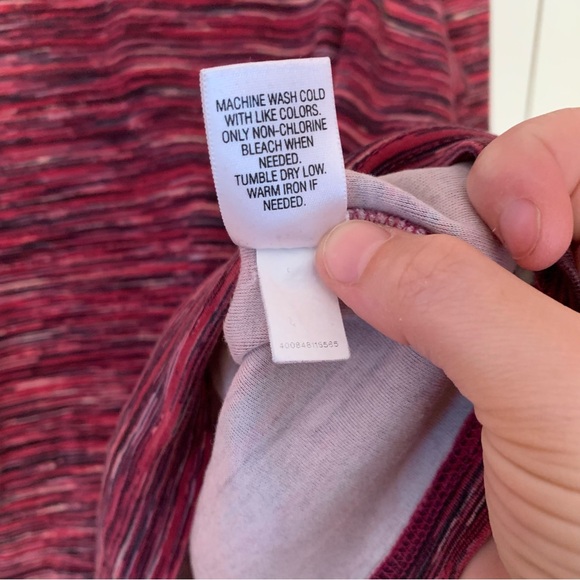 MACHINE WASH COLD
WITH LIKE COLORS.
ONLY NON-CHLORINE
BLEACH WHEN
NEEDED.
TUMBLE DRY LOW.
WARM IRON IF
NEEDED.